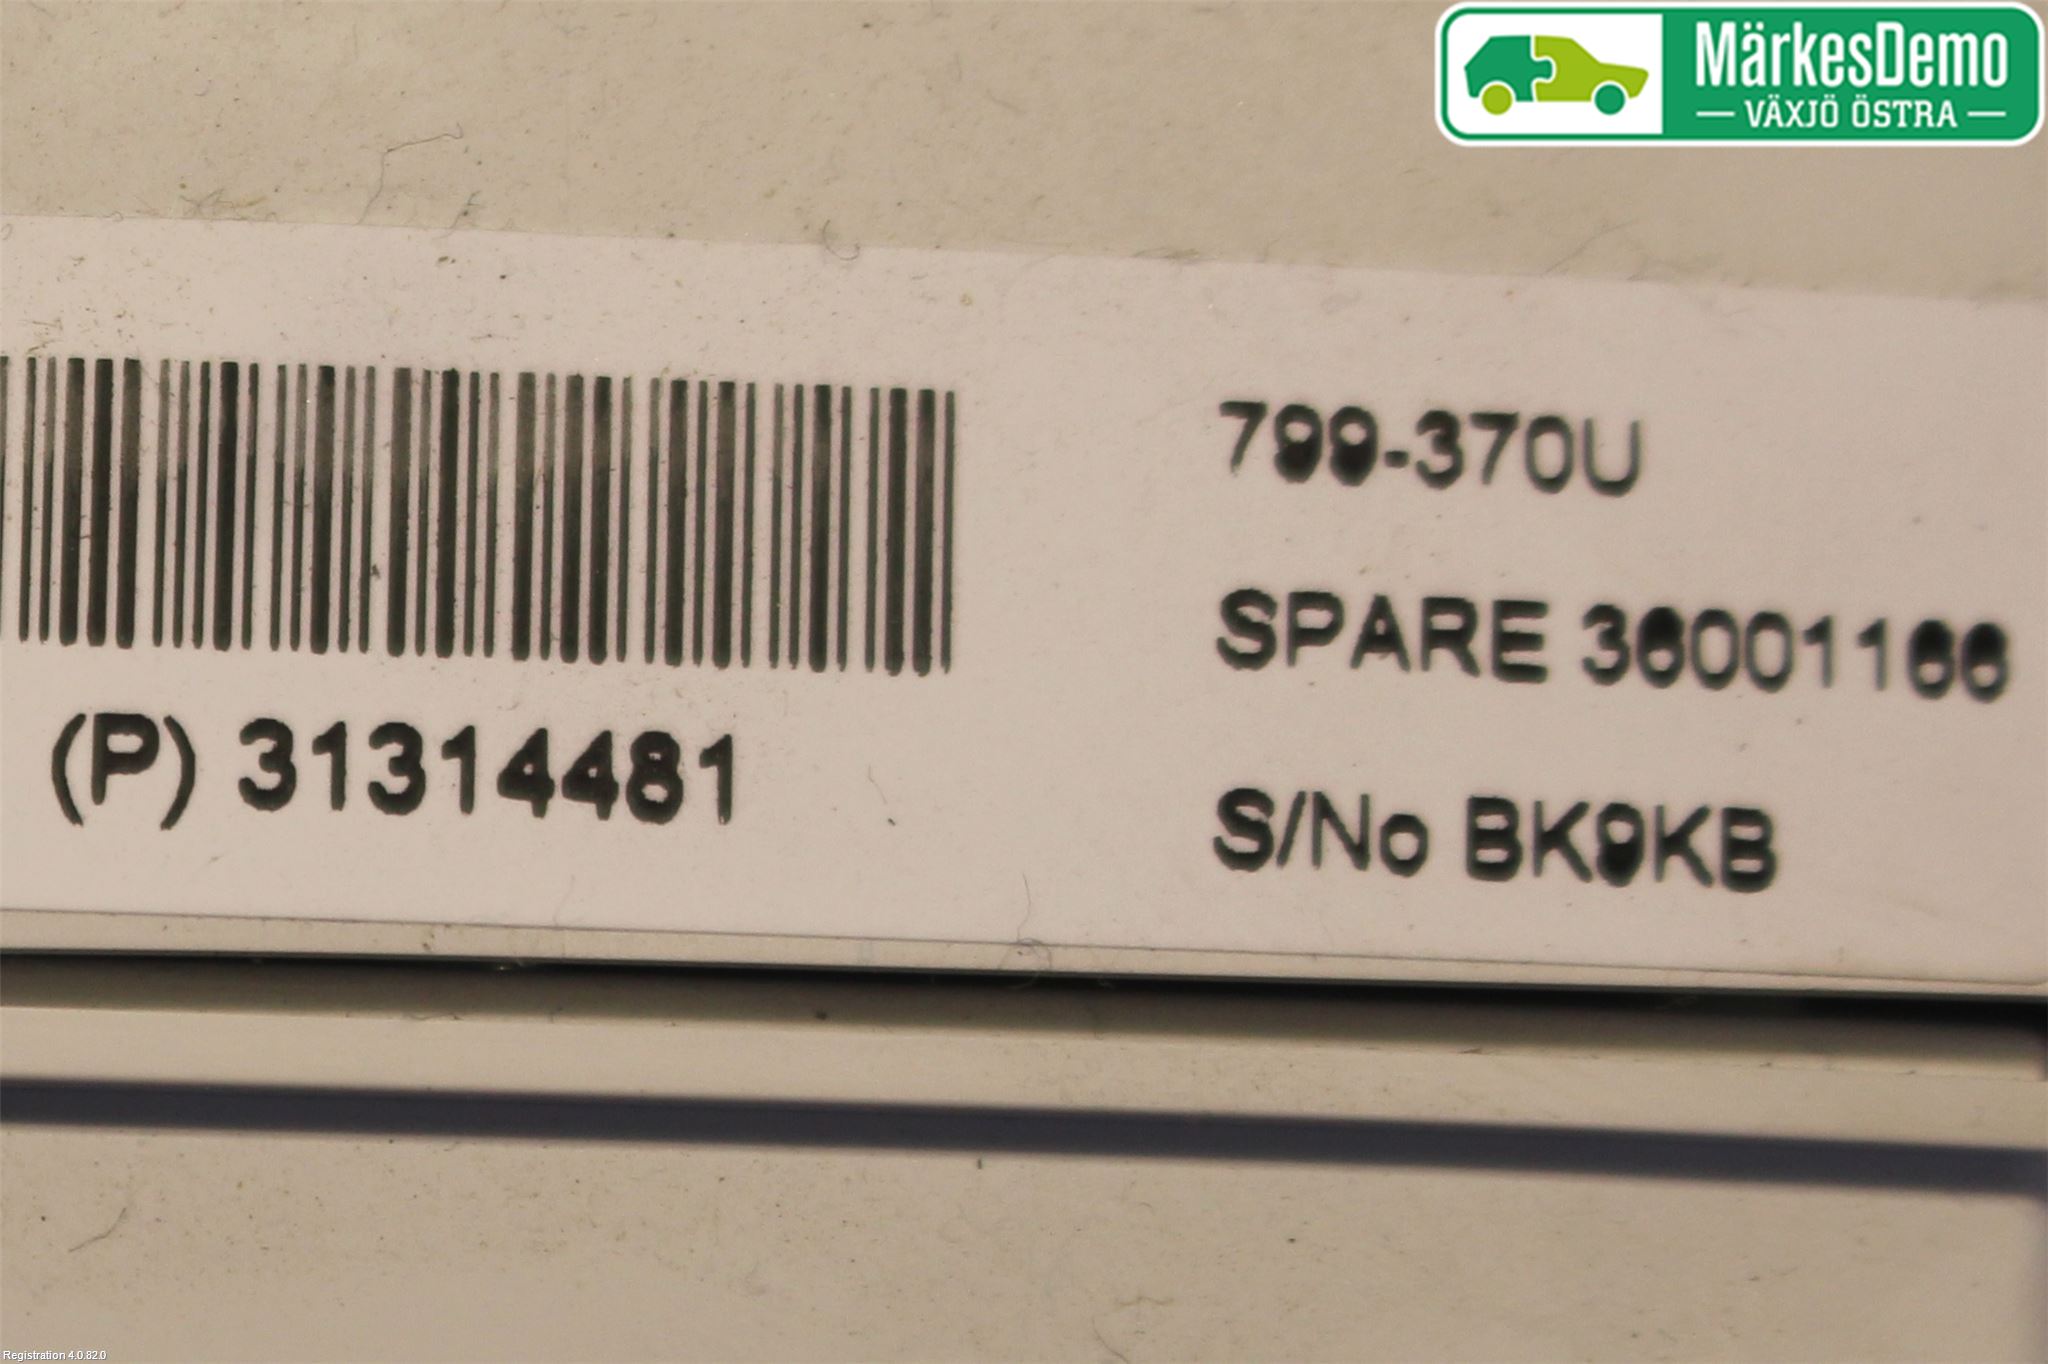 MärkesDemo
VÄXJÖ ÖSTRA
799-370U
SPARE 36001166
(P) 31314481
S/No BK9KB
Registration 4.0.82.0